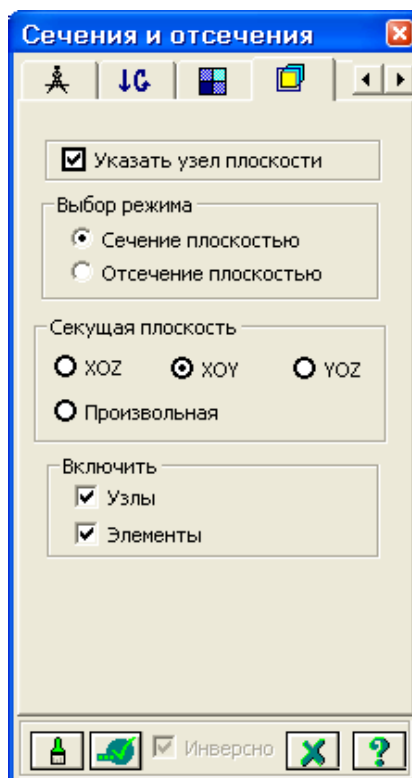 Сечения и отсечения
Указать узел плоскости
Выбор режима
Сечение плоскостью
Отсечение плоскостью
Секущая плоскость
XOZ XOY YOZ
Произвольная
Включить
Узлы
Элементы
Инверсно